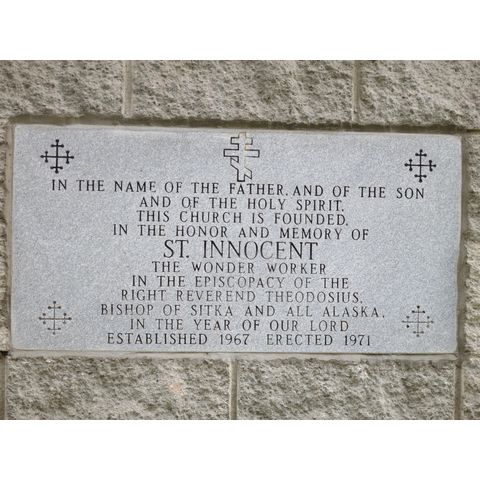 IN THE NAME OF THE FATHER, AND OF THE SON
AND OF THE HOLY SPIRIT,
THIS CHURCH IS FOUNDED,
IN THE HONOR AND MEMORY OF
ST. INNOCENT
THE WONDER WORKER
IN THE EPISCOPACY OF THE
RIGHT REVEREND THEODOSIUS,
BISHOP OF SITKA AND ALL ALASKA,
IN THE YEAR OF OUR LORD
ESTABLISHED 1967 ERECTED 1971